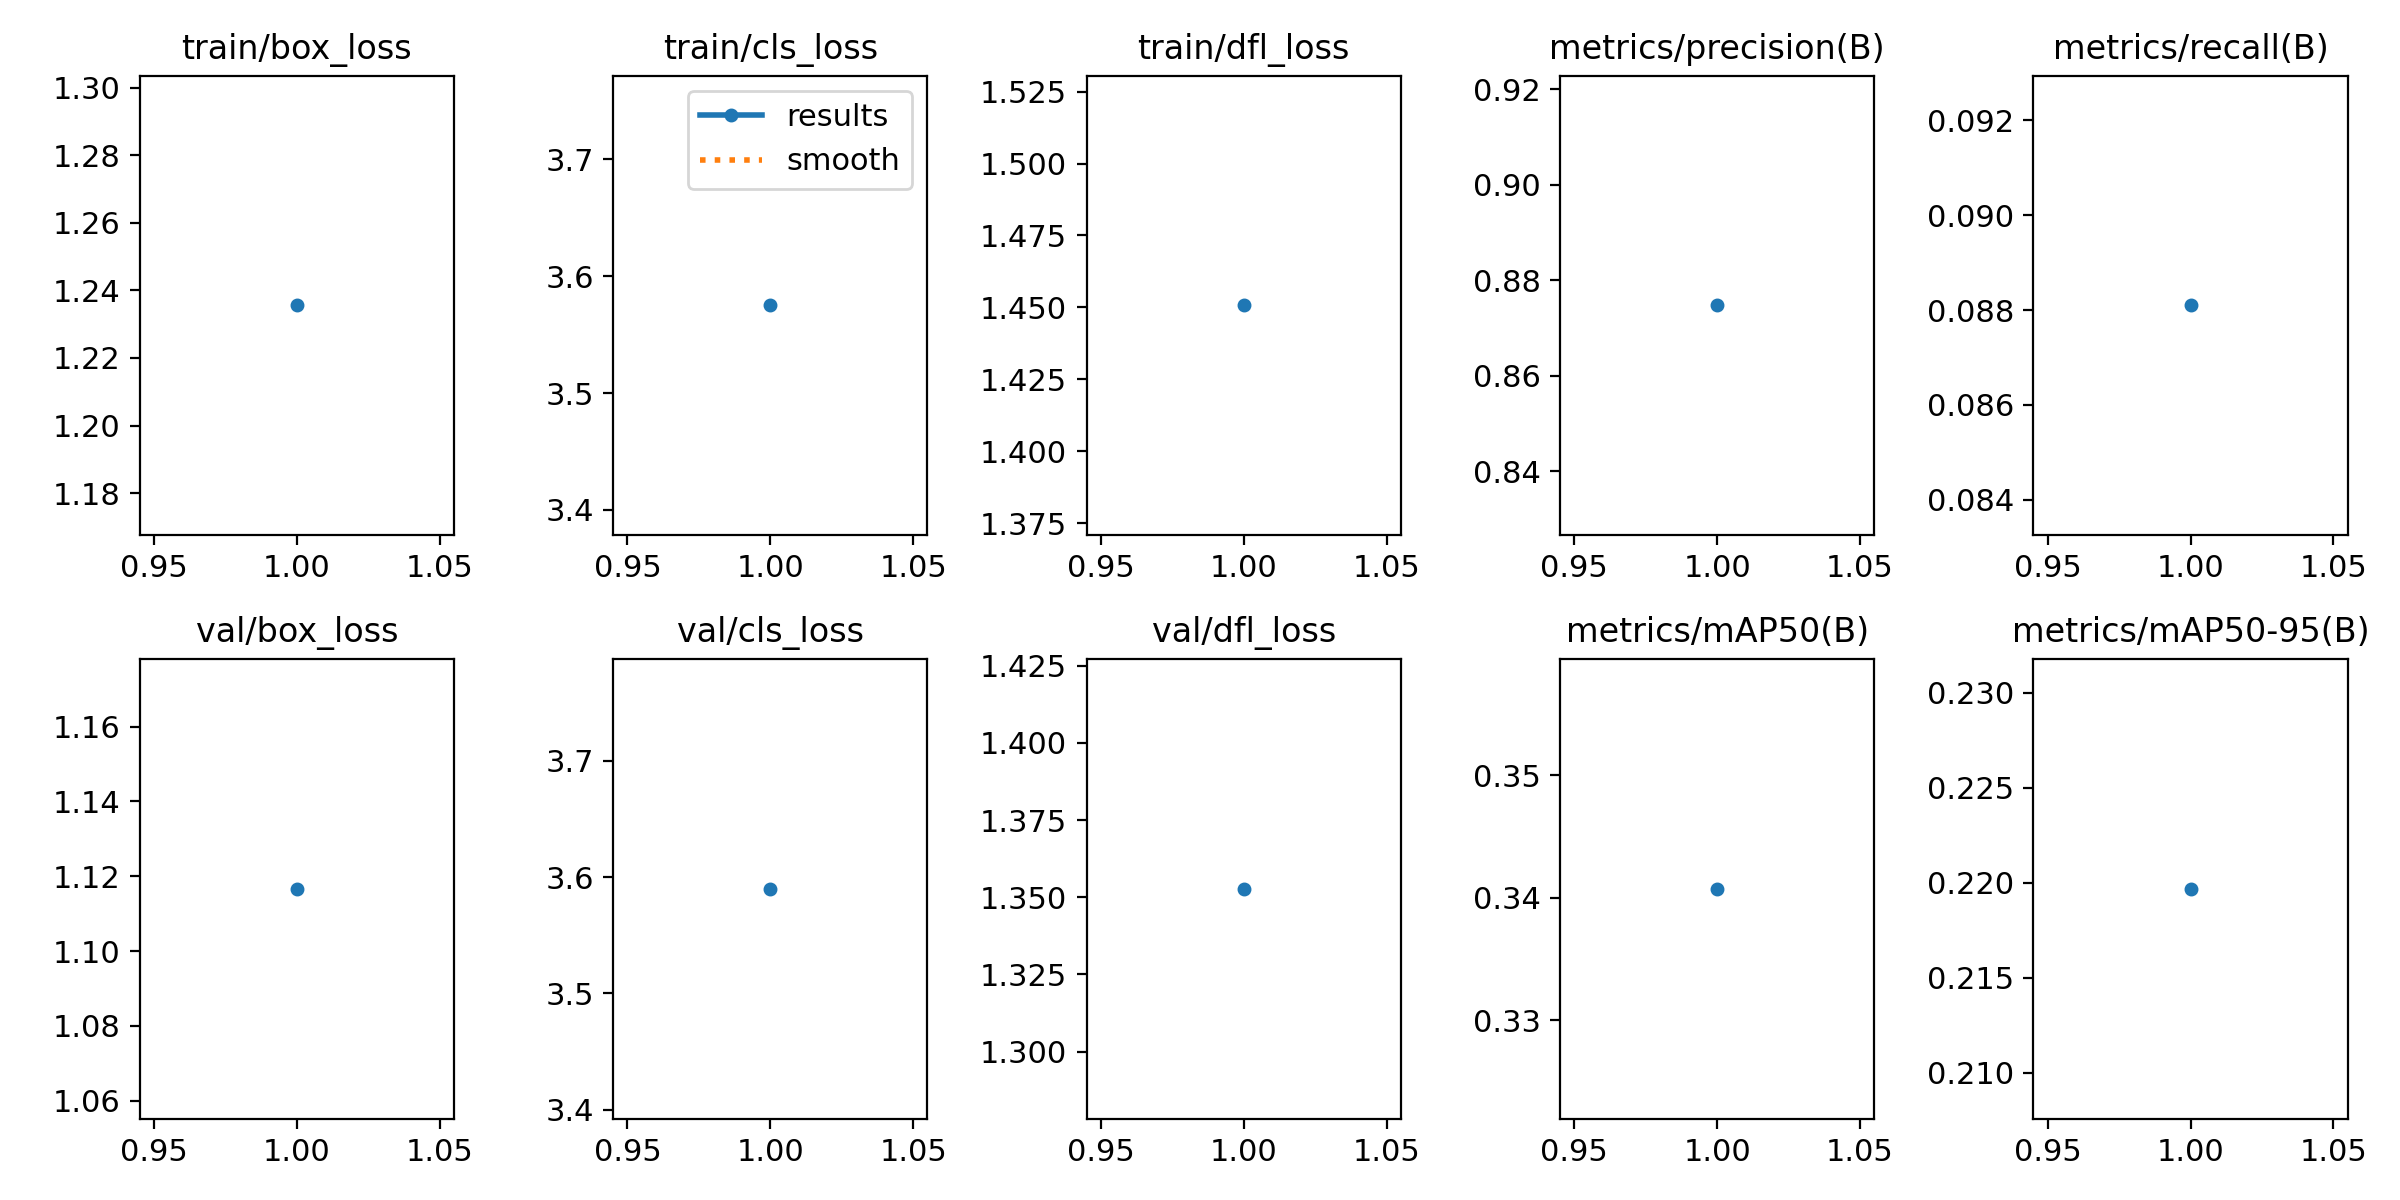 train/box_loss
1.30
1.28
1.26
1.24
1.22
1.20
1.18
0.95 1.00 1.05
train/cls_loss
results
smooth
3.7
3.6
3.5
3.4
0.95 1.00 1.05
train/dfl_loss
1.525
1.500
1.475
1.450
1.425
1.400
1.375
0.95 1.00 1.05
metrics/precision(B)
0.92
0.90
0.88
0.86
0.84
0.95 1.00 1.05
metrics/recall(B)
0.092
0.090
0.088
0.086
0.084
0.95 1.00 1.05
val/box_loss
1.16
1.14
1.12
1.10
1.08
1.06
0.95 1.00 1.05
val/cls_loss
3.7
3.6
3.5
3.4
0.95 1.00 1.05
val/dfl_loss
1.425
1.400
1.375
1.350
1.325
1.300
0.95 1.00 1.05
metrics/mAP50(B)
0.35
0.34
0.33
0.95 1.00 1.05
metrics/mAP50-95(B)
0.230
0.225
0.220
0.215
0.210
0.95 1.00 1.05